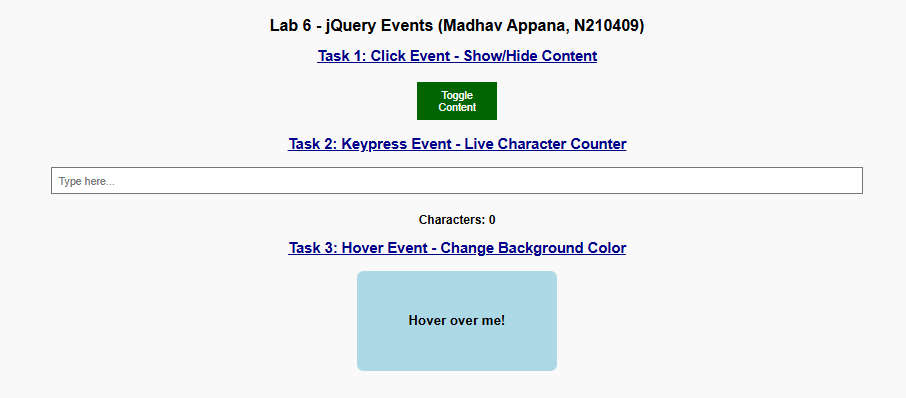 Lab 6 - jQuery Events (Madhav Appana, N210409)
Task 1: Click Event - Show/Hide Content
Toggle
Content
Task 2: Keypress Event - Live Character Counter
Type here...
Characters: 0
Task 3: Hover Event - Change Background Color
Hover over me!